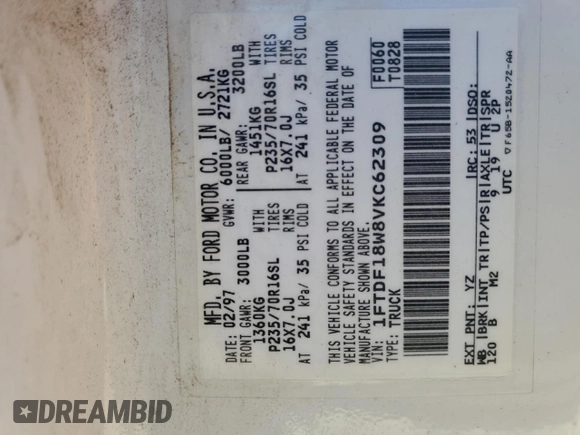 MFD. BY FORD MOTOR CO. IN U.S.A.
DATE: 02/97 GVWR: 6000LB/ 2721KG
FRONT GAWR: 3000LB REAR GAWR: 3200LB
1360KG WITH 1451KG WITH
P235/70R16SL TIRES P235/70R16SL TIRES
16X7.0J RIMS 16X7.0J RIMS
AT 241 kPa/ 35 PSI COLD AT 241 kPa/ 35 PSI COLD
THIS VEHICLE CONFORMS TO ALL APPLICABLE FEDERAL MOTOR
VEHICLE SAFETY STANDARDS IN EFFECT ON THE DATE OF
MANUFACTURE SHOWN ABOVE.
VIN: 1FTDF18W8VKC62309
TYPE: TRUCK
F0060
T0828
EXT PNT: YZ RC: 53 DSO:
WB BRK INT TR TP/PS R AXLE TR SPR
120 B M2 9 19 U 2P
UTC
▽F65B-1520472-AA
DREAMBID